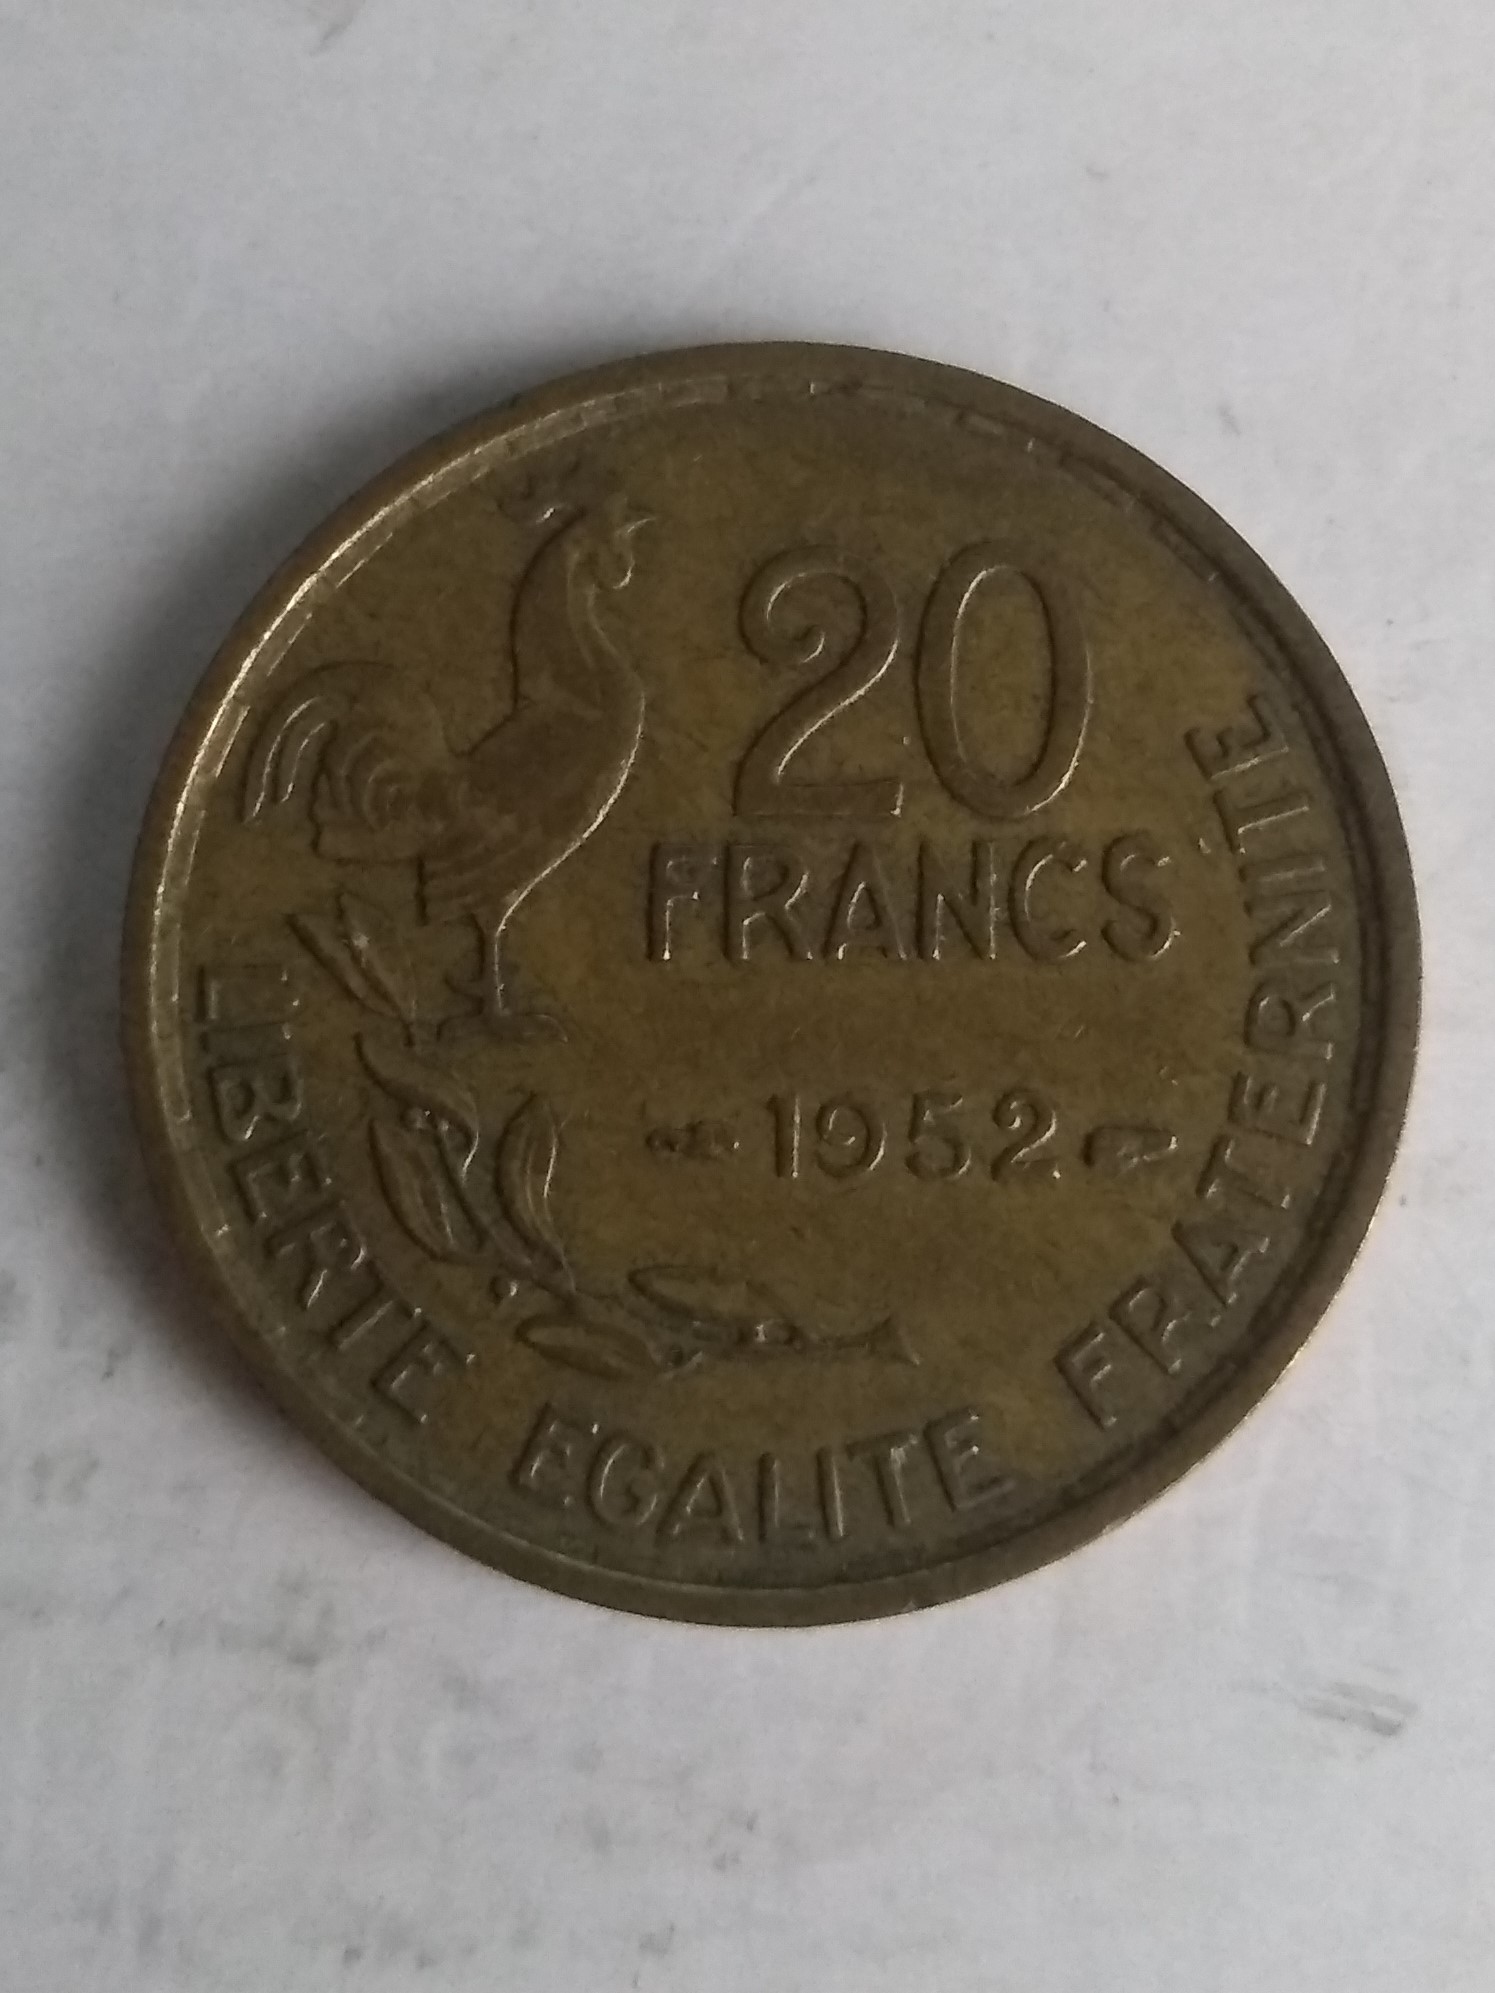 20
FRANCS
1952
LIBERTE EGALITE FRATERNITE